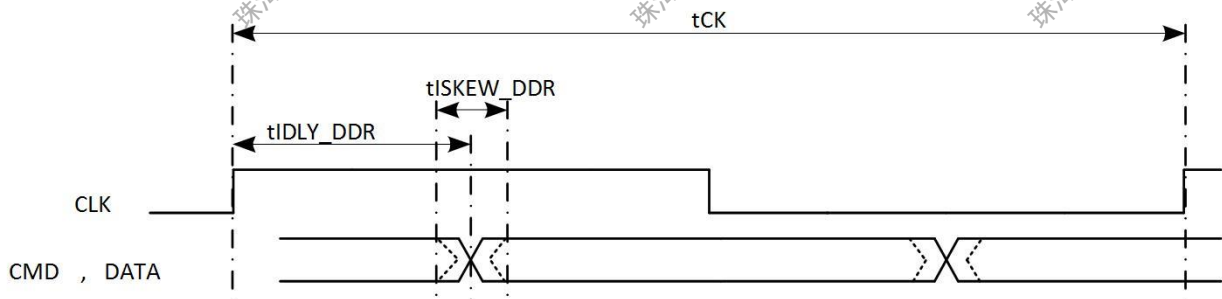 tCK
tISKEW_DDR
tIDLY_DDR
CLK
CMD , DATA